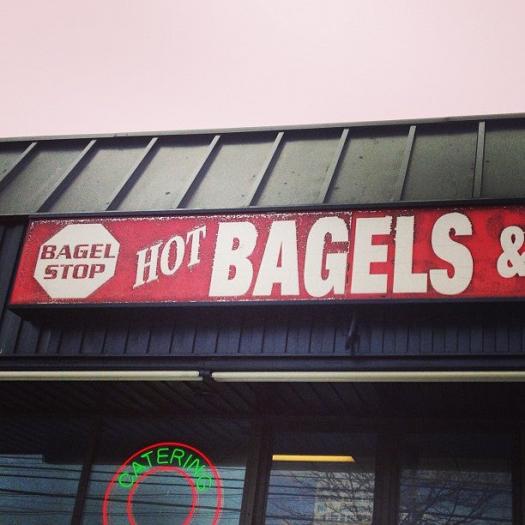 BAGEL
STOP
HOT BAGELS &
CATERING